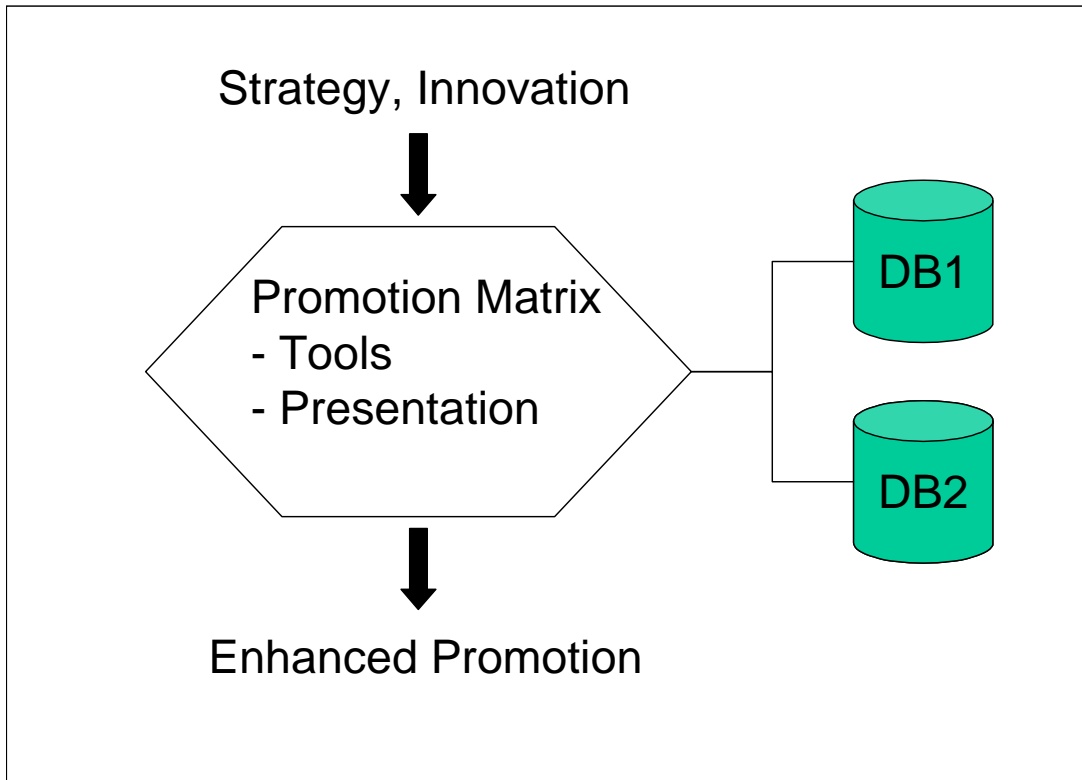 Strategy, Innovation
Promotion Matrix
- Tools
- Presentation
DB1
DB2
Enhanced Promotion